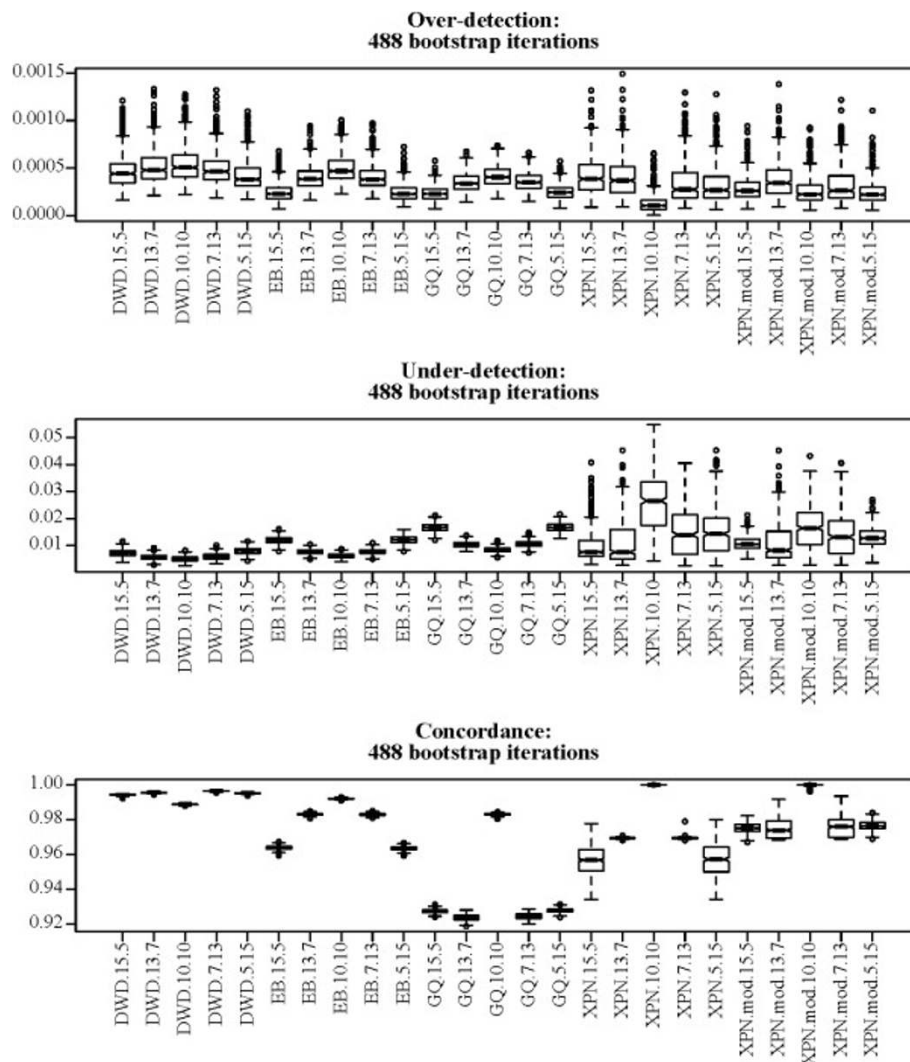 Over-detection:
488 bootstrap iterations
0.0015
0.0010
0.0005
0.0000
DWD.15.5
DWD.13.7
DWD.10.10
DWD.7.13
DWD.5.15
EB.15.5
EB.13.7
EB.10.10
EB.7.13
EB.5.15
GQ.15.5
GQ.13.7
GQ.10.10
GQ.7.13
GQ.5.15
XPN.15.5
XPN.13.7
XPN.10.10
XPN.7.13
XPN.5.15
XPN.mod.15.5
XPN.mod.13.7
XPN.mod.10.10
XPN.mod.7.13
XPN.mod.5.15
Under-detection:
488 bootstrap iterations
0.05
0.04
0.03
0.02
0.01
DWD.15.5
DWD.13.7
DWD.10.10
DWD.7.13
DWD.5.15
EB.15.5
EB.13.7
EB.10.10
EB.7.13
EB.5.15
GQ.15.5
GQ.13.7
GQ.10.10
GQ.7.13
GQ.5.15
XPN.15.5
XPN.13.7
XPN.10.10
XPN.7.13
XPN.5.15
XPN.mod.15.5
XPN.mod.13.7
XPN.mod.10.10
XPN.mod.7.13
XPN.mod.5.15
Concordance:
488 bootstrap iterations
1.00
0.98
0.96
0.94
0.92
DWD.15.5
DWD.13.7
DWD.10.10
DWD.7.13
DWD.5.15
EB.15.5
EB.13.7
EB.10.10
EB.7.13
EB.5.15
GQ.15.5
GQ.13.7
GQ.10.10
GQ.7.13
GQ.5.15
XPN.15.5
XPN.13.7
XPN.10.10
XPN.7.13
XPN.5.15
XPN.mod.15.5
XPN.mod.13.7
XPN.mod.10.10
XPN.mod.7.13
XPN.mod.5.15